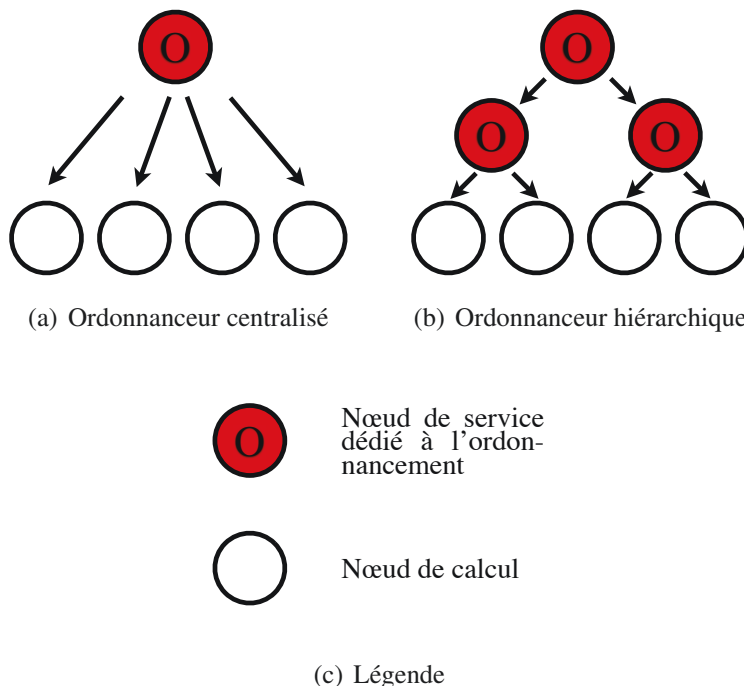 O
O
O O
(a) Ordonnanceur centralisé
(b) Ordonnanceur hiérarchique
O
Nœud de service
dédié à l'ordon-
nancement
Nœud de calcul
(c) Légende